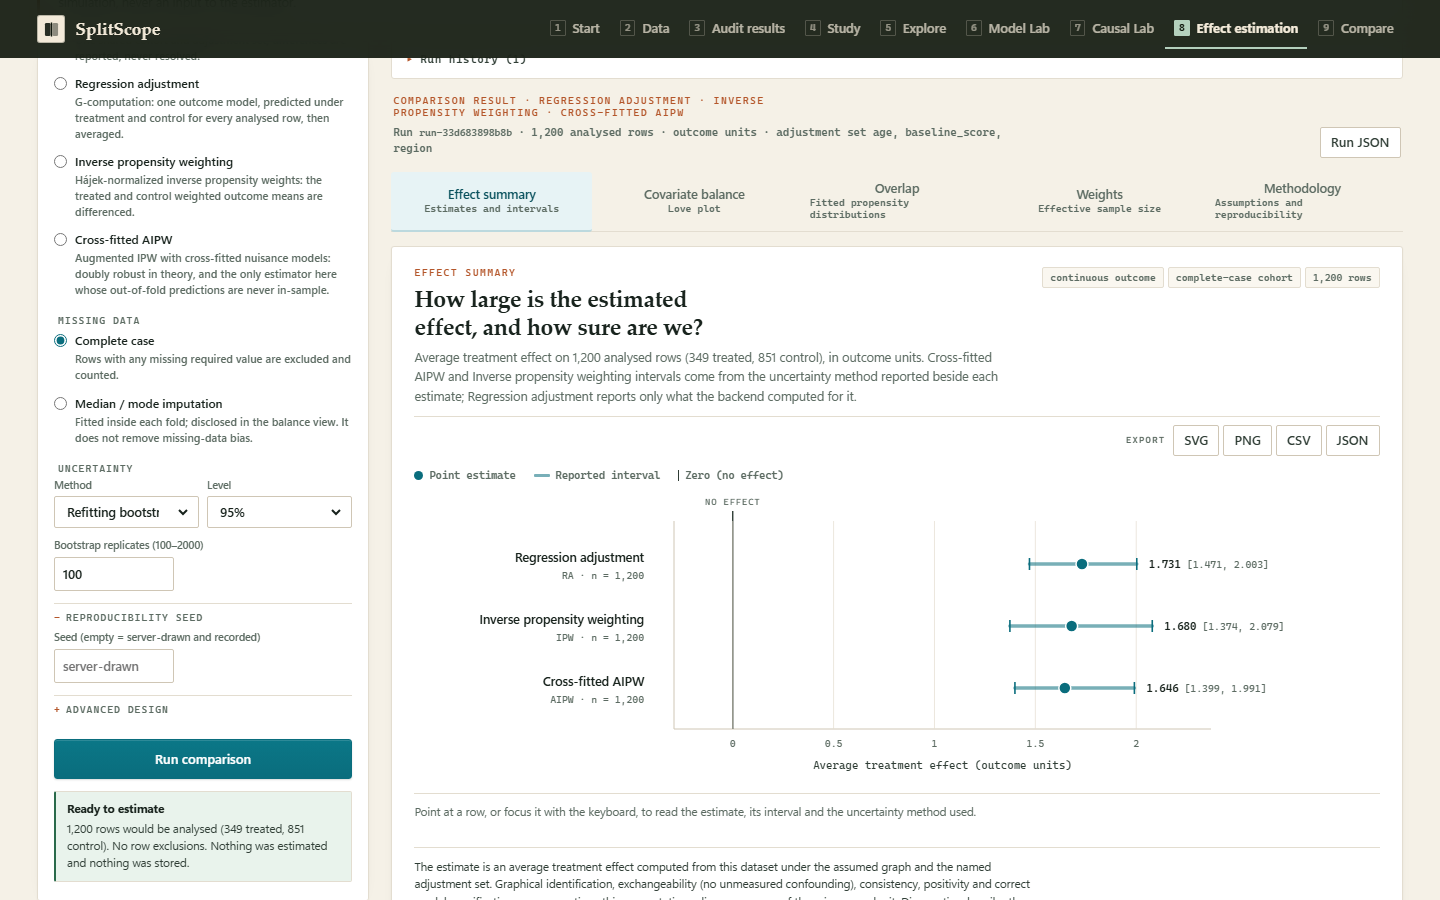 SplitScope
1 Start
2 Data
3 Audit results
4 Study
5 Explore
6 Model Lab
7 Causal Lab
8 Effect estimation
9 Compare
reported, never resolved.
Regression adjustment
G-computation: one outcome model, predicted under
treatment and control for every analysed row, then
averaged.
Inverse propensity weighting
Hájek-normalized inverse propensity weights: the
treated and control weighted outcome means are
differenced.
Cross-fitted AIPW
Augmented IPW with cross-fitted nuisance models:
doubly robust in theory, and the only estimator here
whose out-of-fold predictions are never in-sample.
MISSING DATA
Complete case
Rows with any missing required value are excluded and
counted.
Median / mode imputation
Fitted inside each fold; disclosed in the balance view. It
does not remove missing-data bias.
UNCERTAINTY
Method
Level
Refitting bootstr
95%
Bootstrap replicates (100–2000)
100
− REPRODUCIBILITY SEED
Seed (empty = server-drawn and recorded)
server-drawn
+ ADVANCED DESIGN
Run comparison
Ready to estimate
1,200 rows would be analysed (349 treated, 851
control). No row exclusions. Nothing was estimated
and nothing was stored.
Run history (1)
COMPARISON RESULT · REGRESSION ADJUSTMENT · INVERSE
PROPENSITY WEIGHTING · CROSS-FITTED AIPW
Run run-33d683898b8b · 1,200 analysed rows · outcome units · adjustment set age, baseline_score,
region
Run JSON
Effect summary
Estimates and intervals
Covariate balance
Love plot
Overlap
Fitted propensity
distributions
Weights
Effective sample size
Methodology
Assumptions and
reproducibility
EFFECT SUMMARY
continuous outcome
complete-case cohort
1,200 rows
How large is the estimated
effect, and how sure are we?
Average treatment effect on 1,200 analysed rows (349 treated, 851 control), in outcome units. Cross-fitted
AIPW and Inverse propensity weighting intervals come from the uncertainty method reported beside each
estimate; Regression adjustment reports only what the backend computed for it.
EXPORT
SVG
PNG
CSV
JSON
Point estimate
Reported interval
Zero (no effect)
NO EFFECT
Regression adjustment
RA · n = 1,200
1.731 [1.471, 2.003]
Inverse propensity weighting
IPW · n = 1,200
1.680 [1.374, 2.079]
Cross-fitted AIPW
AIPW · n = 1,200
1.646 [1.399, 1.991]
0
0.5
1
1.5
2
Average treatment effect (outcome units)
Point at a row, or focus it with the keyboard, to read the estimate, its interval and the uncertainty method used.
The estimate is an average treatment effect computed from this dataset under the assumed graph and the named
adjustment set. Graphical identification, exchangeability (no unmeasured confounding), consistency, positivity and correct